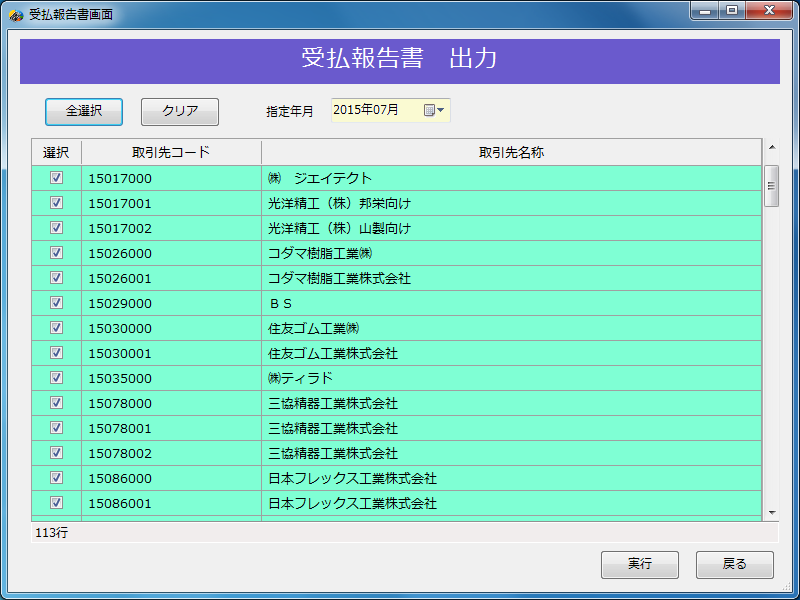 受払報告書画面
受払報告書　出力
全選択 クリア 指定年月 2015年07月
選択 取引先コード 取引先名称
15017000 ㈱　ジエイテクト
15017001 光洋精工（株）邦栄向け
15017002 光洋精工（株）山製向け
15026000 コダマ樹脂工業㈱
15026001 コダマ樹脂工業株式会社
15029000 ＢＳ
15030000 住友ゴム工業㈱
15030001 住友ゴム工業株式会社
15035000 ㈱ティラド
15078000 三協精器工業株式会社
15078001 三協精器工業株式会社
15078002 三協精器工業株式会社
15086000 日本フレックス工業株式会社
15086001 日本フレックス工業株式会社
113行
実行 戻る